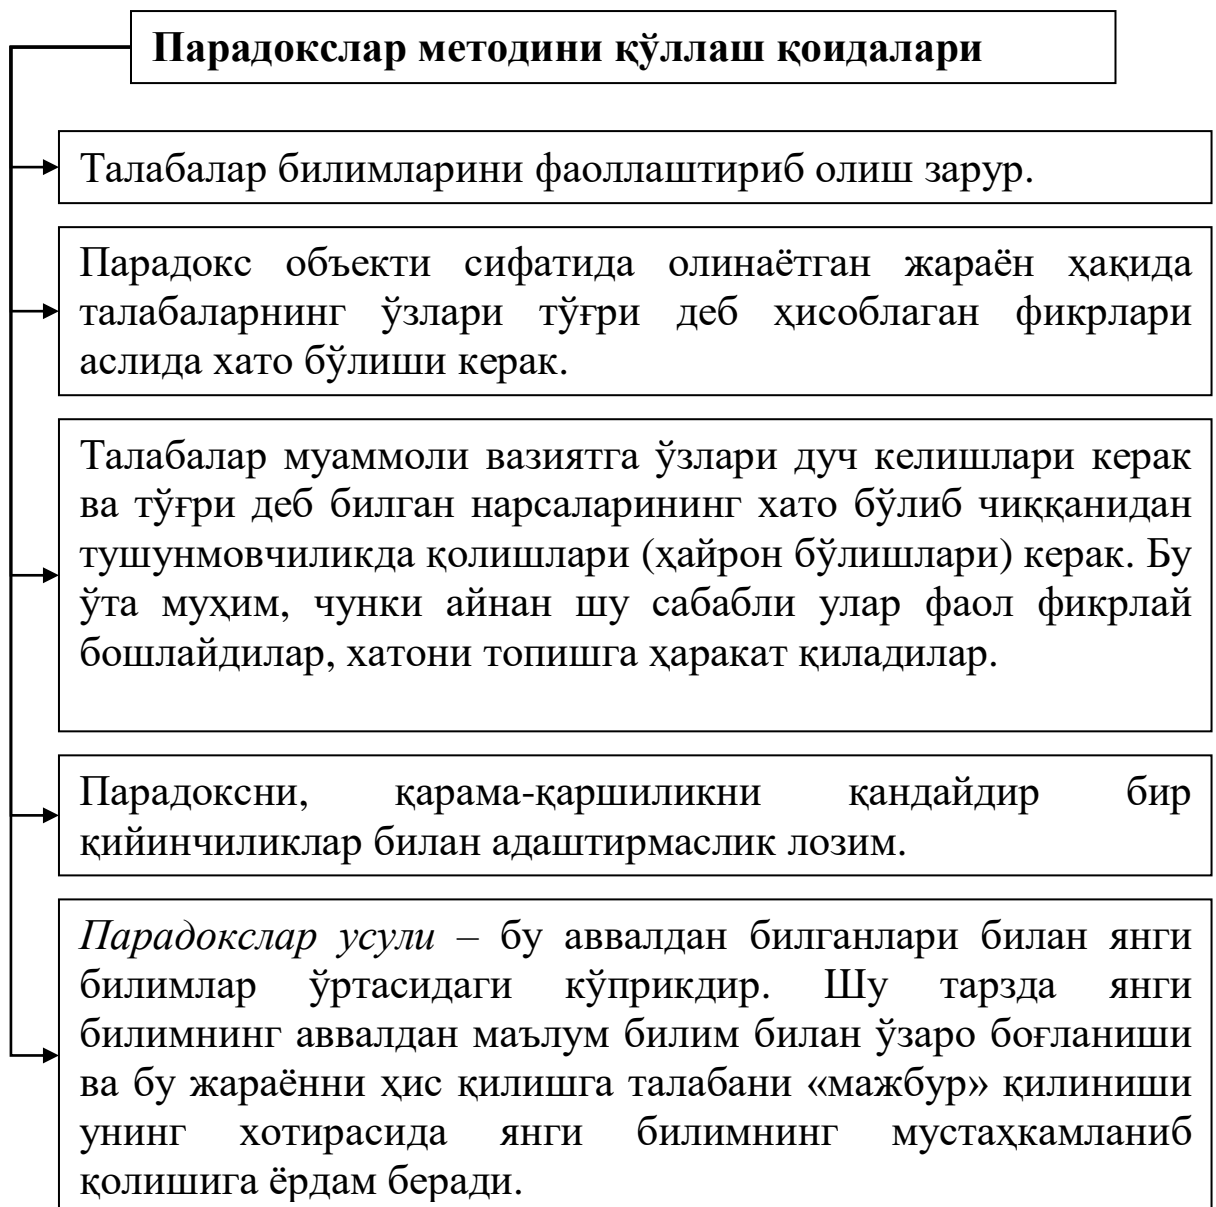 Парадокслар методини қўллаш қоидалари
Талабалар билимларини фаоллаштириб олиш зарур.
Парадокс объекти сифатида олинаётган жараён ҳақида
талабаларнинг ўзлари тўғри деб ҳисоблаган фикрлари
аслида хато бўлиши керак.
Талабалар муаммоли вазиятга ўзлари дуч келишлари керак
ва тўғри деб билган нарсаларининг хато бўлиб чиққанидан
тушунмовчиликда қолишлари (ҳайрон бўлишлари) керак. Бу
ўта муҳим, чунки айнан шу сабабли улар фаол фикрлай
бошлайдилар, хатони топишга ҳаракат қиладилар.
Парадоксни, қарама-қаршиликни қандайдир бир
қийинчиликлар билан адаштирмаслик лозим.
Парадокслар усули – бу аввалдан билганлари билан янги
билимлар ўртасидаги кўприкдир. Шу тарзда янги
билимнинг аввалдан маълум билим билан ўзаро боғланиши
ва бу жараённи ҳис қилишга талабани «мажбур» қилиниши
унинг хотирасида янги билимнинг мустаҳкамланиб
қолишига ёрдам беради.